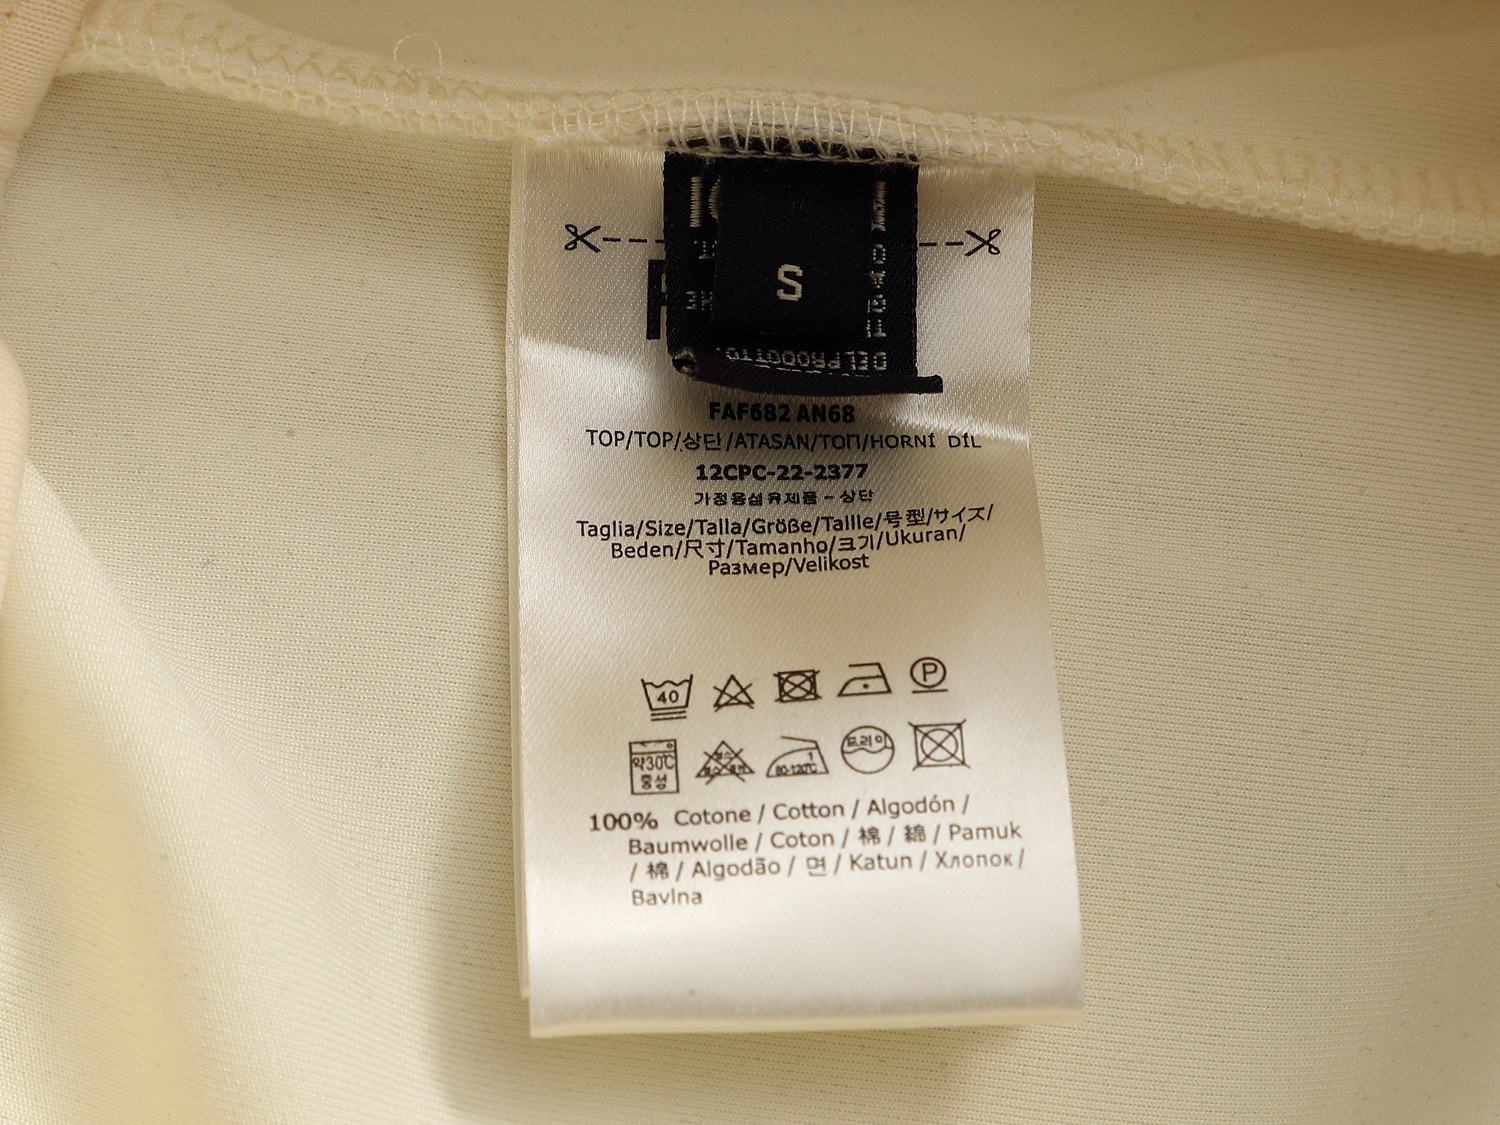 S
DEL PRODOTTO
FAF682 AN68
TOP/TOP/상단/ATASAN/ТОП/HORNÍ DÍL
12CPC-22-2377
가정용섬유제품 - 상단
Taglia/Size/Talla/Größe/Taille/号型/サイズ/
Beden/尺寸/Tamanho/크기/Ukuran/
Размер/Velikost
40
P
약30℃
중성
1
80-120℃
드라이
100% Cotone / Cotton / Algodón /
Baumwolle / Coton / 棉 / 綿 / Pamuk
/ 棉 / Algodão / 면 / Katun / Хлопок /
Bavlna